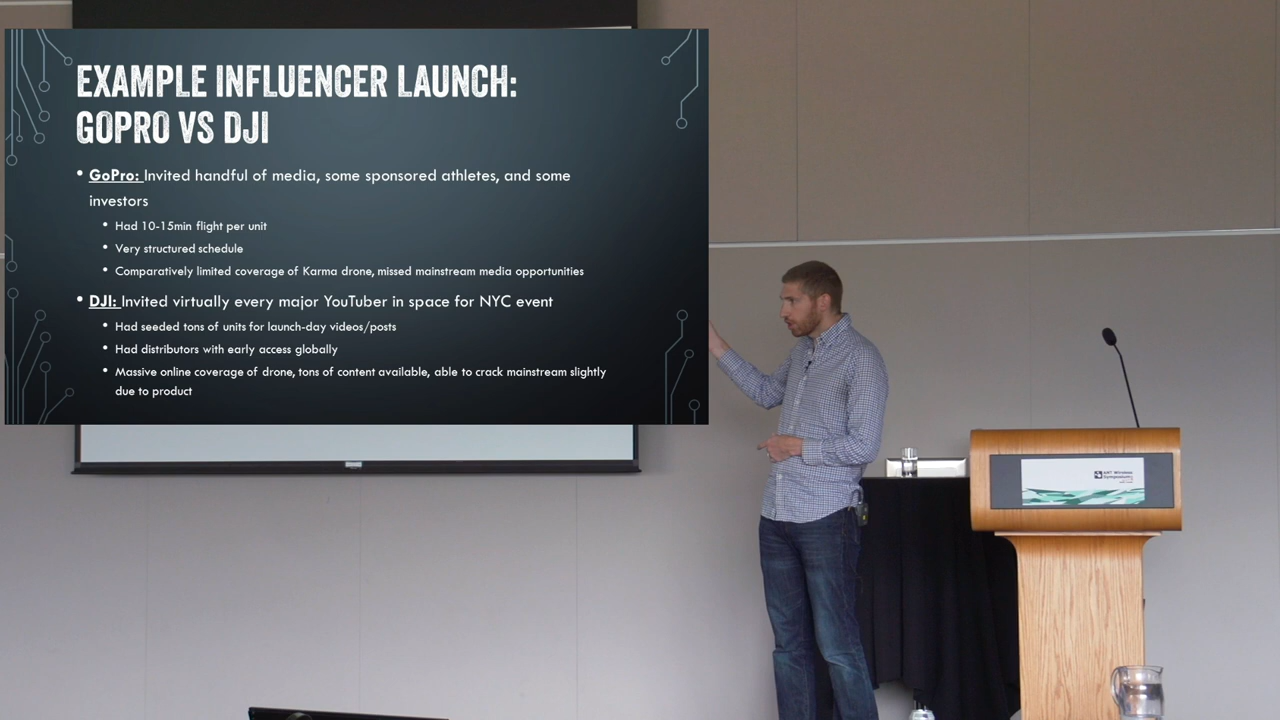 EXAMPLE INFLUENCER LAUNCH:
GOPRO VS DJI
• GoPro: Invited handful of media, some sponsored athletes, and some
investors
• Had 10-15min flight per unit
• Very structured schedule
• Comparatively limited coverage of Karma drone, missed mainstream media opportunities
• DJI: Invited virtually every major YouTuber in space for NYC event
• Had seeded tons of units for launch-day videos/posts
• Had distributors with early access globally
• Massive online coverage of drone, tons of content available, able to crack mainstream slightly
due to product
ANT Wireless
Symposium